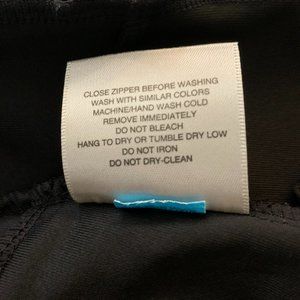 CLOSE ZIPPER BEFORE WASHING
WASH WITH SIMILAR COLORS
MACHINE/HAND WASH COLD
REMOVE IMMEDIATELY
DO NOT BLEACH
HANG TO DRY OR TUMBLE DRY LOW
DO NOT IRON
DO NOT DRY-CLEAN